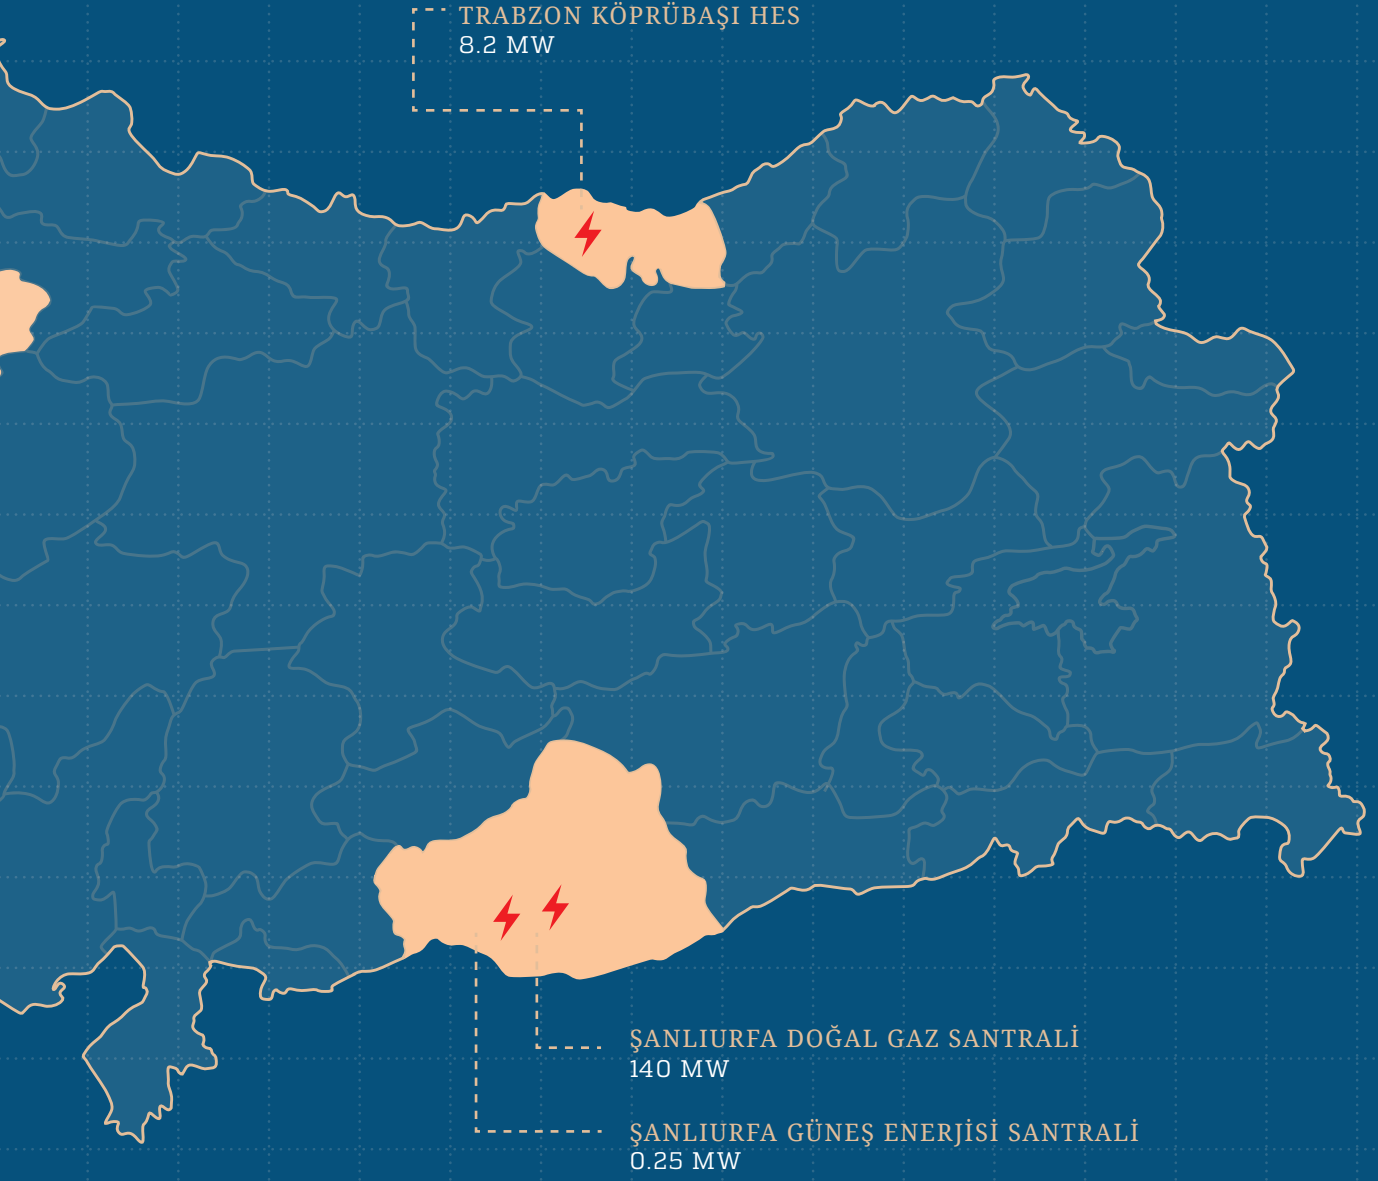 TRABZON KÖPRÜBAŞI HES
8.2 MW
ŞANLIURFA DOĞAL GAZ SANTRALİ
140 MW
ŞANLIURFA GÜNEŞ ENERJİSİ SANTRALİ
0.25 MW